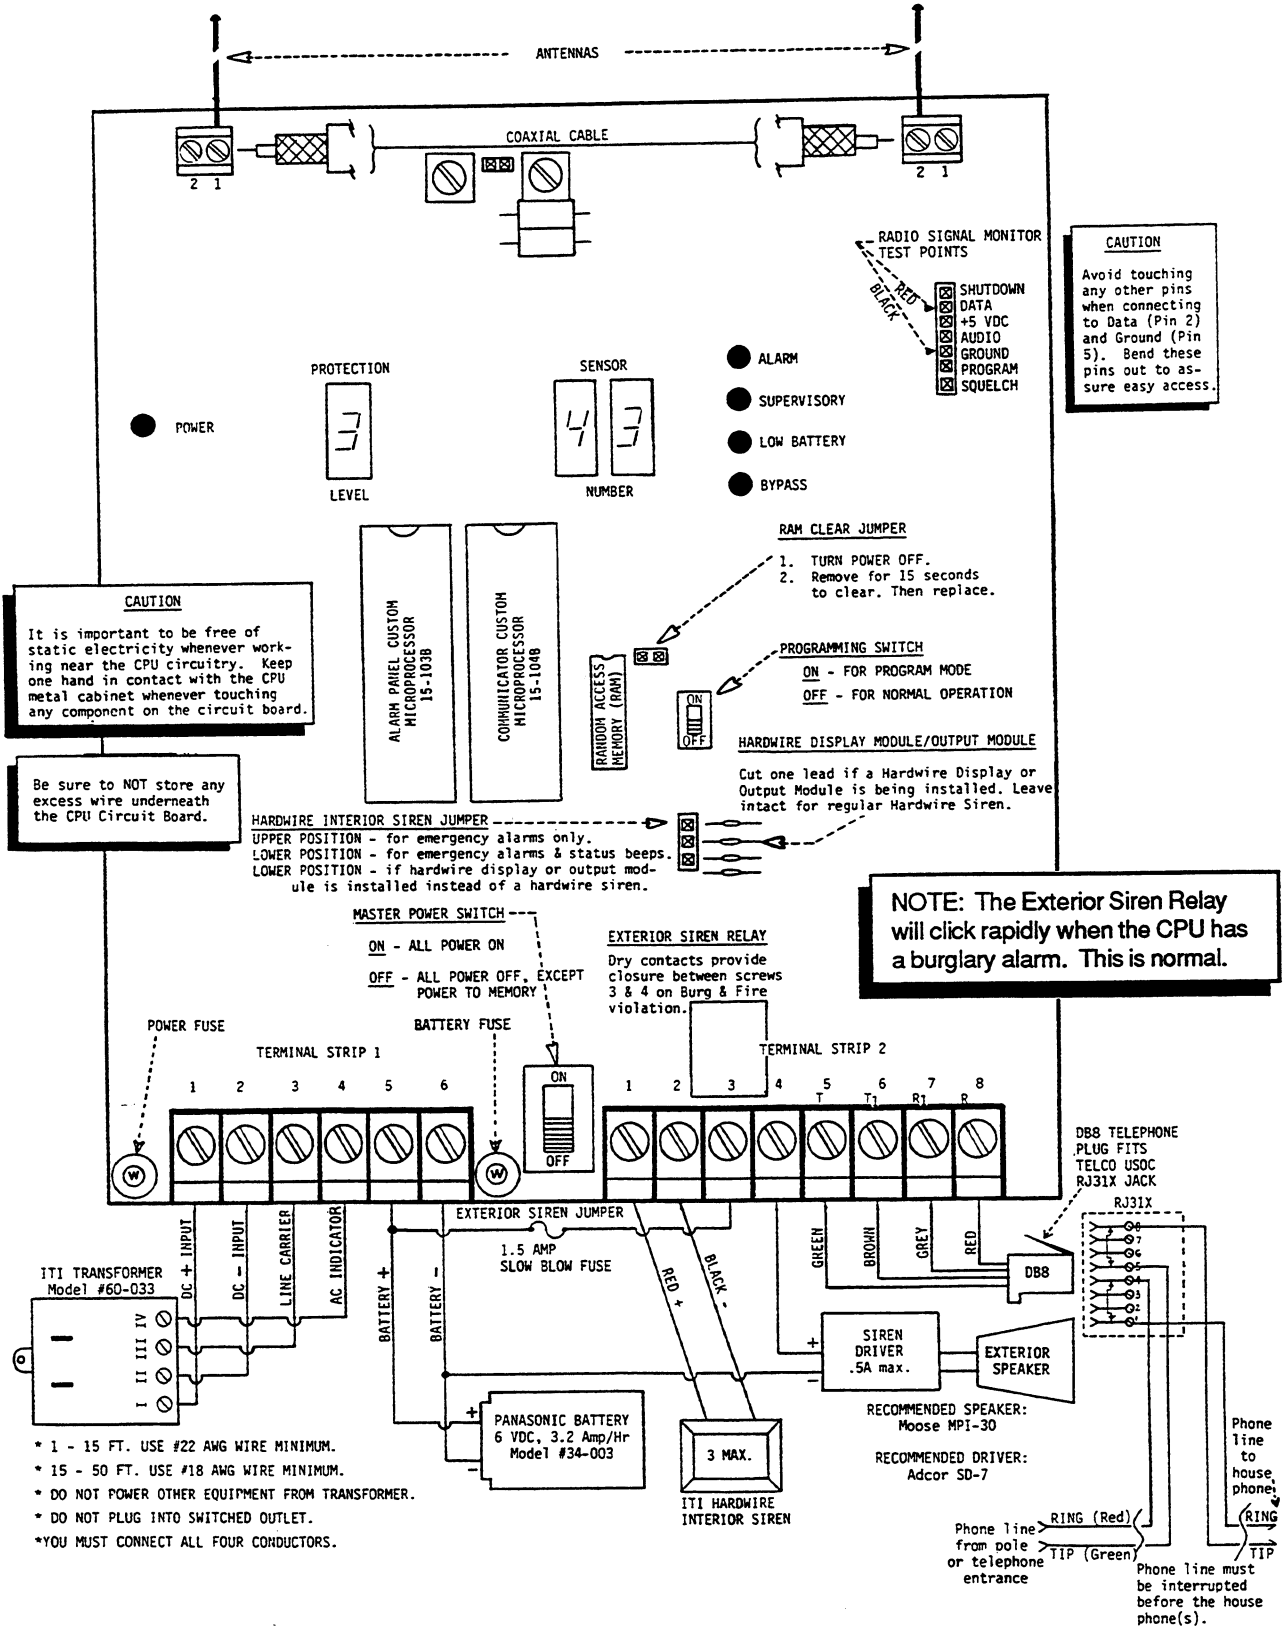 ANTENNAS
COAXIAL CABLE
2 1
2 1
RADIO SIGNAL MONITOR
TEST POINTS
RED
BLACK
SHUTDOWN
DATA
+5 VDC
AUDIO
GROUND
PROGRAM
SQUELCH
CAUTION
Avoid touching
any other pins
when connecting
to Data (Pin 2)
and Ground (Pin
5). Bend these
pins out to as-
sure easy access.
POWER
PROTECTION
3
LEVEL
SENSOR
4 3
NUMBER
ALARM
SUPERVISORY
LOW BATTERY
BYPASS
RAM CLEAR JUMPER
1. TURN POWER OFF.
2. Remove for 15 seconds
to clear. Then replace.
CAUTION
It is important to be free of
static electricity whenever work-
ing near the CPU circuitry. Keep
one hand in contact with the CPU
metal cabinet whenever touching
any component on the circuit board.
ALARM PANEL CUSTOM
MICROPROCESSOR
15-103B
COMMUNICATOR CUSTOM
MICROPROCESSOR
15-104B
RANDOM ACCESS
MEMORY (RAM)
PROGRAMMING SWITCH
ON - FOR PROGRAM MODE
OFF - FOR NORMAL OPERATION
ON
OFF
HARDWIRE DISPLAY MODULE/OUTPUT MODULE
Cut one lead if a Hardwire Display or
Output Module is being installed. Leave
intact for regular Hardwire Siren.
Be sure to NOT store any
excess wire underneath
the CPU Circuit Board.
HARDWIRE INTERIOR SIREN JUMPER
UPPER POSITION - for emergency alarms only.
LOWER POSITION - for emergency alarms & status beeps.
LOWER POSITION - if hardwire display or output mod-
ule is installed instead of a hardwire siren.
NOTE: The Exterior Siren Relay
will click rapidly when the CPU has
a burglary alarm. This is normal.
MASTER POWER SWITCH
ON - ALL POWER ON
OFF - ALL POWER OFF, EXCEPT
POWER TO MEMORY
EXTERIOR SIREN RELAY
Dry contacts provide
closure between screws
3 & 4 on Burg & Fire
violation.
POWER FUSE
BATTERY FUSE
TERMINAL STRIP 1
1 2 3 4 5 6
ON
OFF
TERMINAL STRIP 2
1 2 3 4 5 6 7 8
T T1 R1 R
W
W
DB8 TELEPHONE
PLUG FITS
TELCO USOC
RJ31X JACK
RJ31X
8
7
6
5
4
3
2
1
EXTERIOR SIREN JUMPER
1.5 AMP
SLOW BLOW FUSE
DC + INPUT
DC - INPUT
LINE CARRIER
AC INDICATOR
BATTERY +
BATTERY -
RED +
BLACK -
GREEN
BROWN
GREY
RED
DB8
ITI TRANSFORMER
Model #60-033
IV
III
II
I
+
-
SIREN
DRIVER
.5A max.
EXTERIOR
SPEAKER
RECOMMENDED SPEAKER:
Moose MPI-30
RECOMMENDED DRIVER:
Adcor SD-7
+
-
PANASONIC BATTERY
6 VDC, 3.2 Amp/Hr
Model #34-003
3 MAX.
ITI HARDWIRE
INTERIOR SIREN
* 1 - 15 FT. USE #22 AWG WIRE MINIMUM.
* 15 - 50 FT. USE #18 AWG WIRE MINIMUM.
* DO NOT POWER OTHER EQUIPMENT FROM TRANSFORMER.
* DO NOT PLUG INTO SWITCHED OUTLET.
*YOU MUST CONNECT ALL FOUR CONDUCTORS.
Phone
line
to
house
phone
RING
TIP
Phone line
from pole
or telephone
entrance
RING (Red)
TIP (Green)
Phone line must
be interrupted
before the house
phone(s).